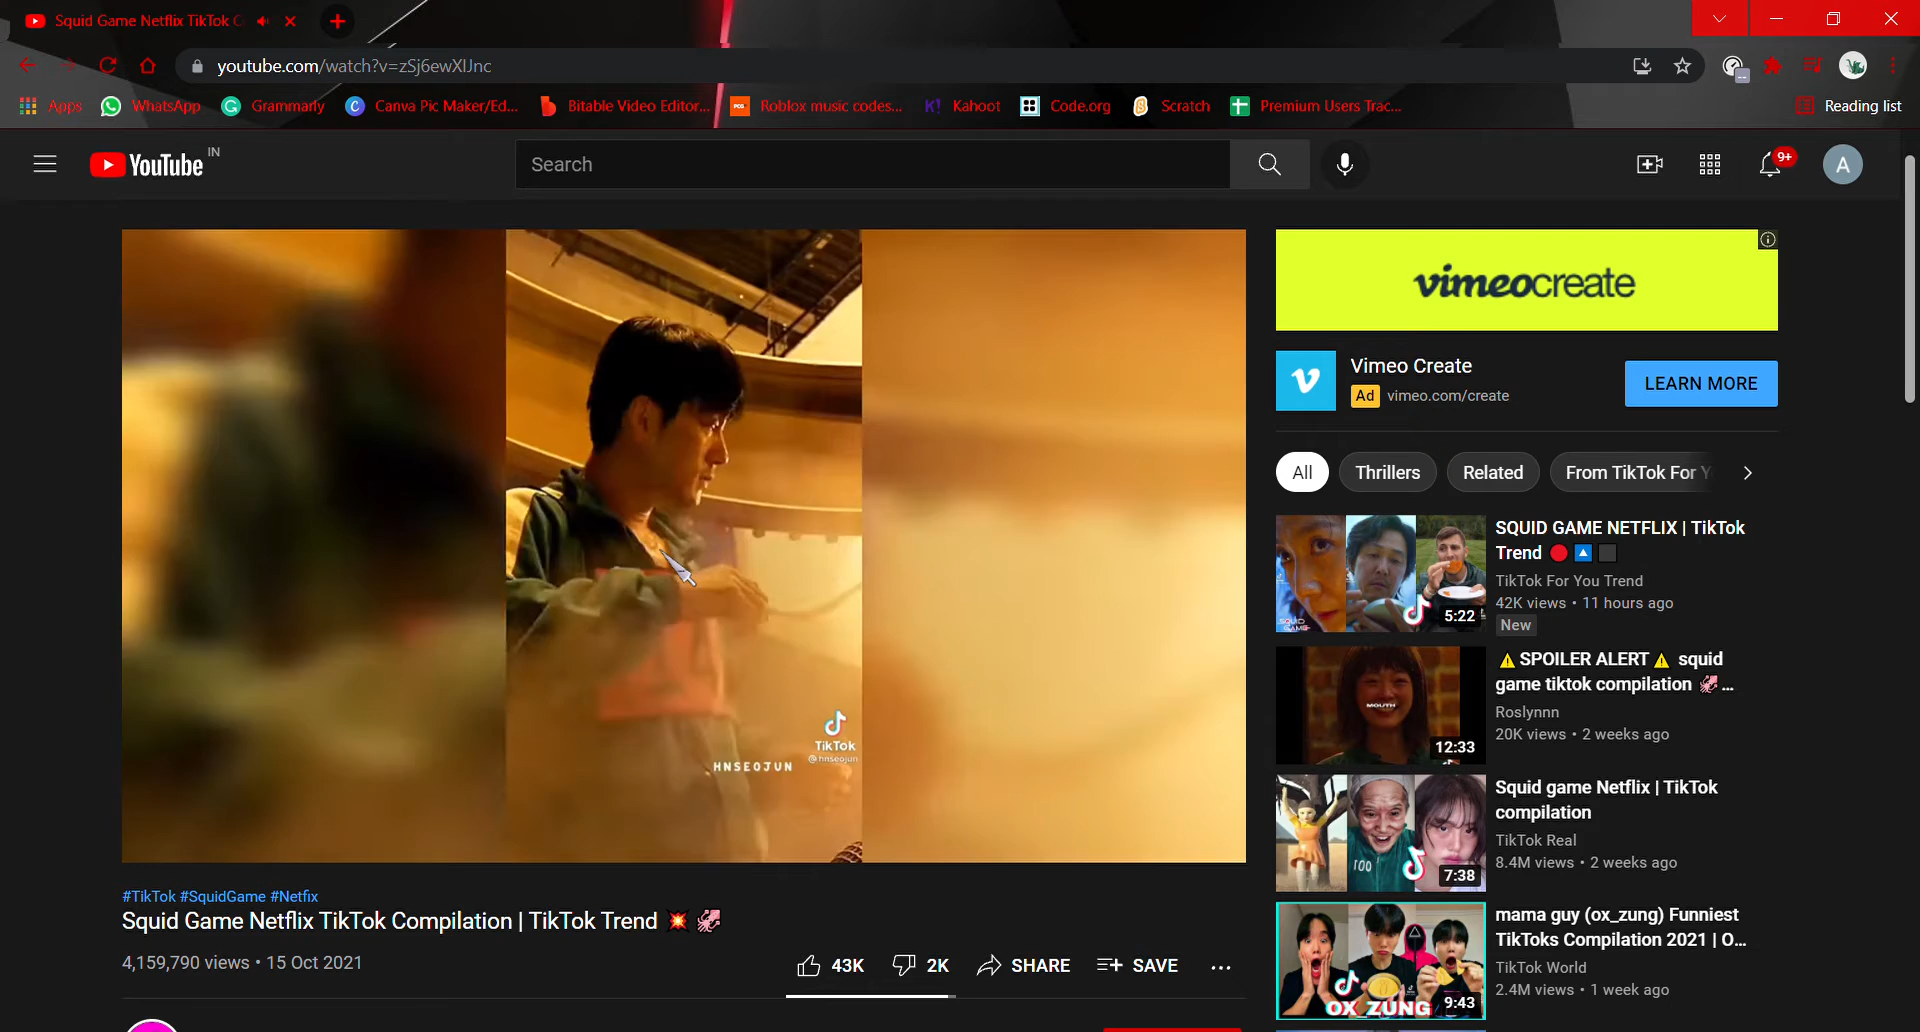 Squid Game Netflix TikTok C
youtube.com/watch?v=zSj6ewXlJnc
Apps
WhatsApp
Grammarly
Canva Pic Maker/Ed...
Bitable Video Editor...
Roblox music codes...
Kahoot
Code.org
Scratch
Premium Users Trac...
Reading list
YouTube IN
Search
9+
A
vimeocreate
Vimeo Create
Ad vimeo.com/create
LEARN MORE
All
Thrillers
Related
From TikTok For Y
TikTok
@hnseojun
HNSEOJUN
SQUID GAME
5:22
SQUID GAME NETFLIX | TikTok
Trend 🔴 🔼 ⬛
TikTok For You Trend
42K views • 11 hours ago
New
MOUTH
12:33
⚠️SPOILER ALERT⚠️ squid
game tiktok compilation 🦑...
Roslynnn
20K views • 2 weeks ago
7:38
Squid game Netflix | TikTok
compilation
TikTok Real
8.4M views • 2 weeks ago
OX_ZUNG
9:43
mama guy (ox_zung) Funniest
TikToks Compilation 2021 | O...
TikTok World
2.4M views • 1 week ago
#TikTok #SquidGame #Netfix
Squid Game Netflix TikTok Compilation | TikTok Trend 💥 🦑
4,159,790 views • 15 Oct 2021
43K
2K
SHARE
SAVE